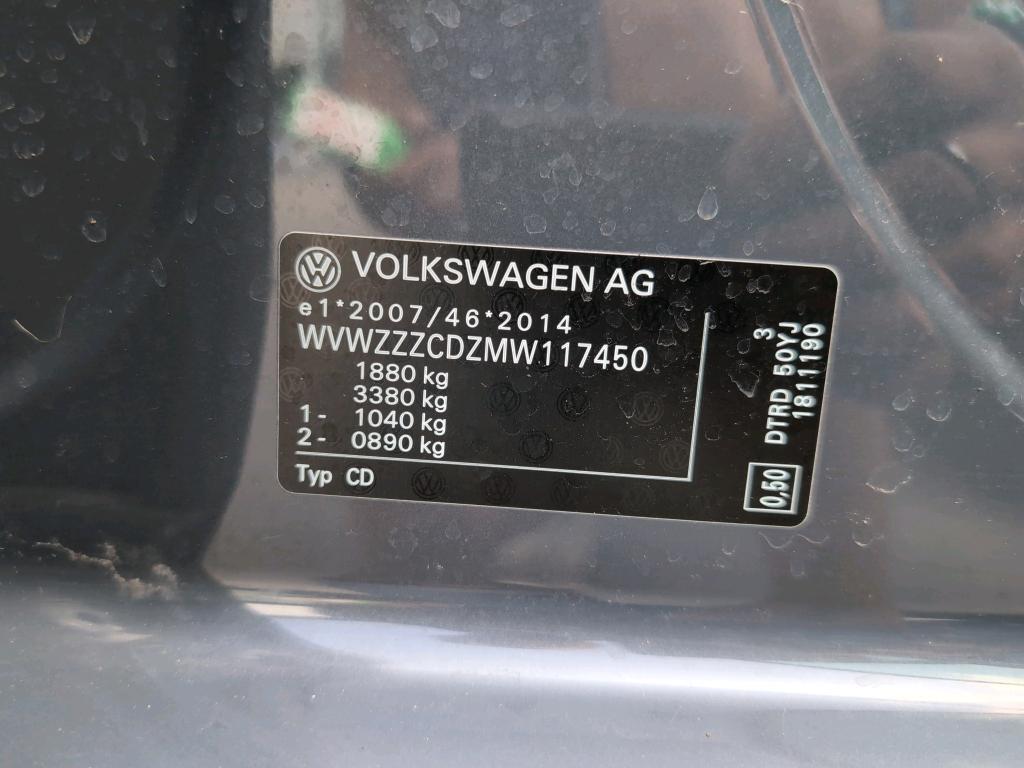 VOLKSWAGEN AG
e1*2007/46*2014
WVWZZZCDZMW117450
1880 kg
3380 kg
1- 1040 kg
2- 0890 kg
Typ CD
3
DTRD 50YJ
1811190
0,50